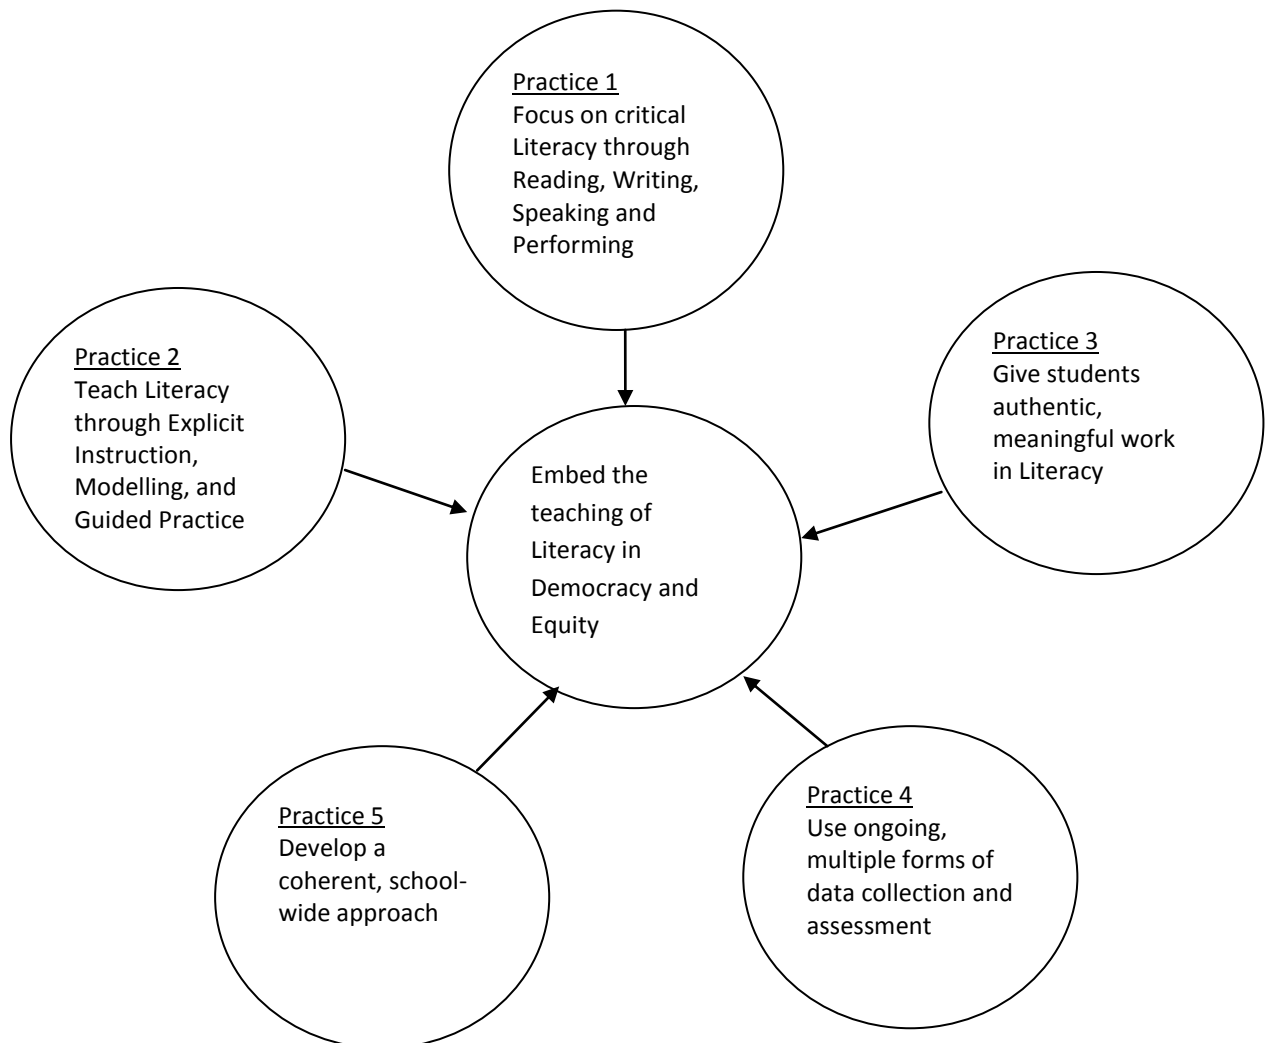 Practice 1
Focus on critical
Literacy through
Reading, Writing,
Speaking and
Performing
Practice 2
Teach Literacy
through Explicit
Instruction,
Modelling, and
Guided Practice
Practice 3
Give students
authentic,
meaningful work
in Literacy
Embed the
teaching of
Literacy in
Democracy and
Equity
Practice 5
Develop a
coherent, school-
wide approach
Practice 4
Use ongoing,
multiple forms of
data collection and
assessment